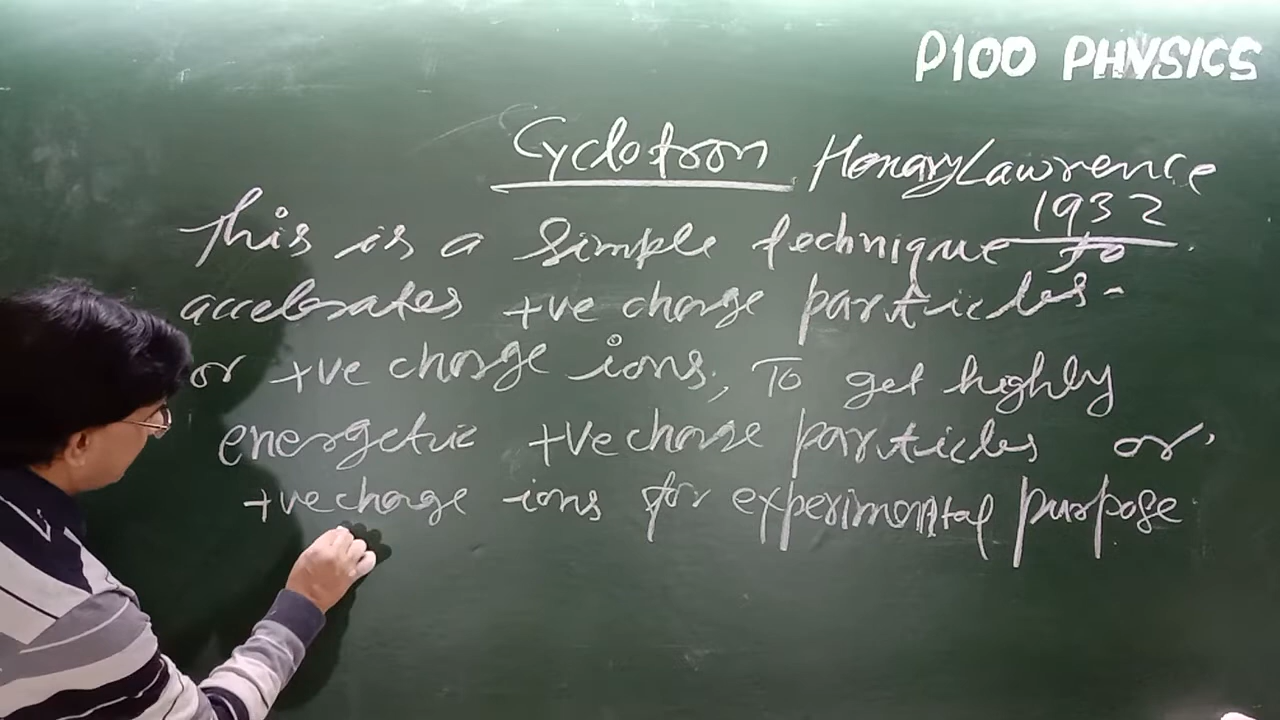 P100 PHYSICS
Cyclotron Honary Lawrence
1932
This is a simple technique to
accelerates +ve charge particles-
or +ve charge ions, To get highly
energetic +ve charge particles or
+ve charge ions for experimental purpose